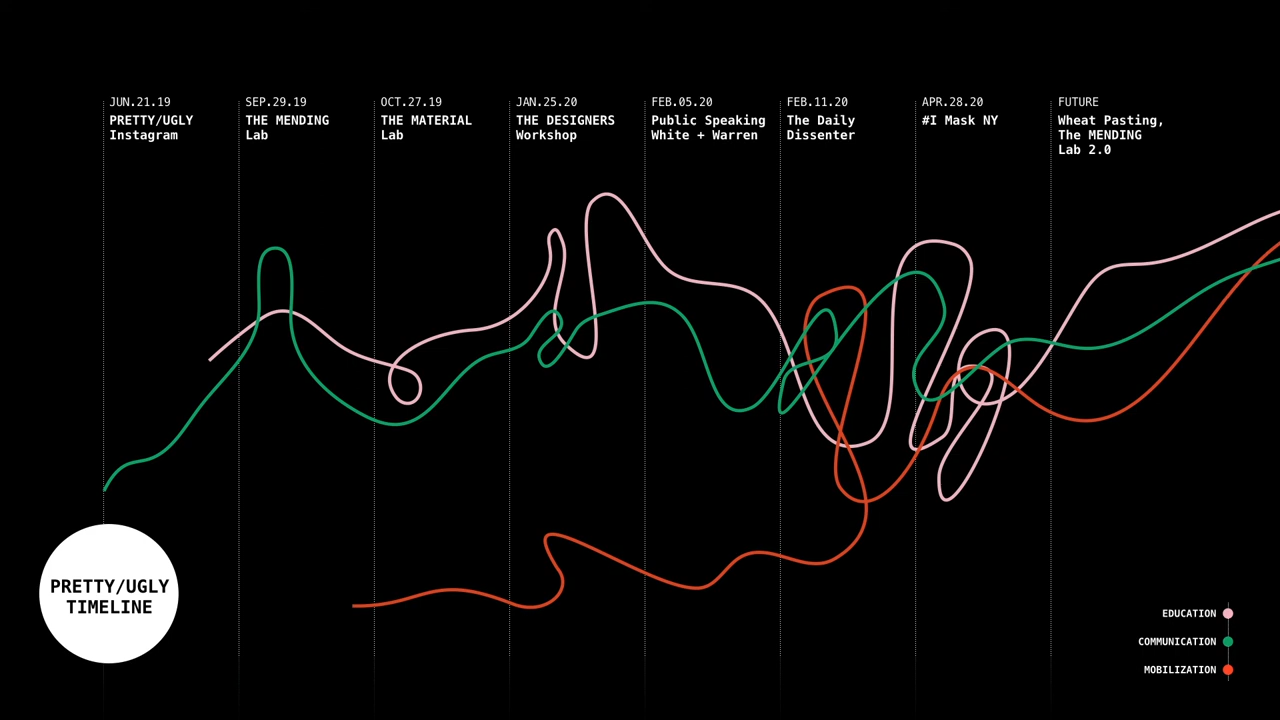 JUN.21.19
PRETTY/UGLY
Instagram
SEP.29.19
THE MENDING
Lab
OCT.27.19
THE MATERIAL
Lab
JAN.25.20
THE DESIGNERS
Workshop
FEB.05.20
Public Speaking
White + Warren
FEB.11.20
The Daily
Dissenter
APR.28.20
#I Mask NY
FUTURE
Wheat Pasting,
The MENDING
Lab 2.0
PRETTY/UGLY
TIMELINE
EDUCATION
COMMUNICATION
MOBILIZATION